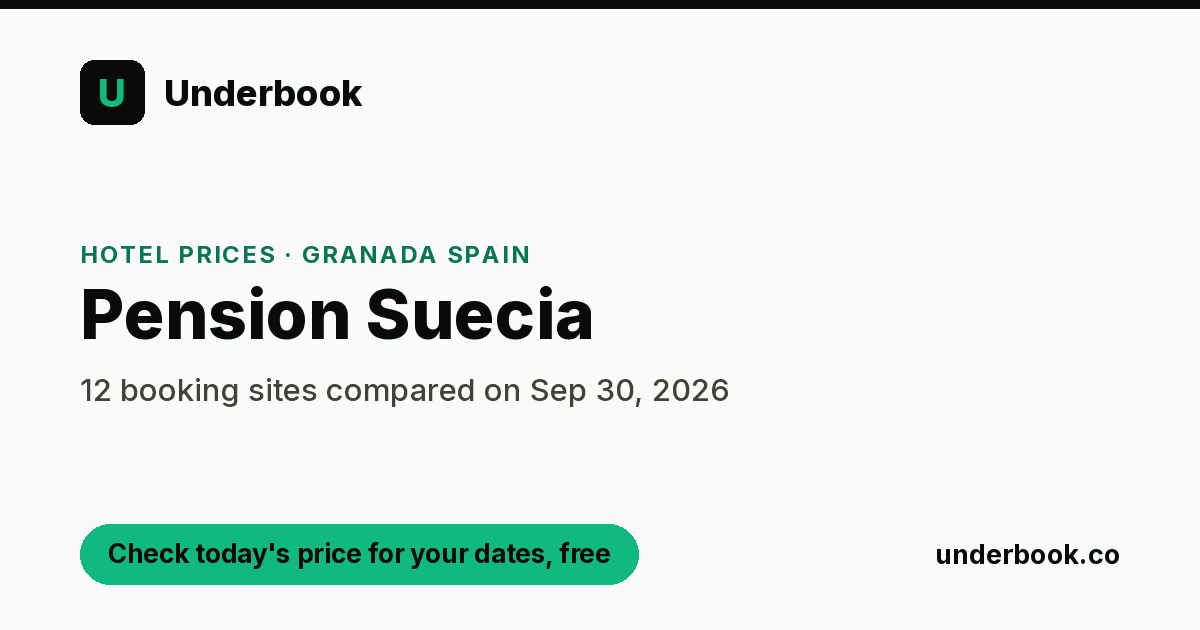 U Underbook
HOTEL PRICES · GRANADA SPAIN
Pension Suecia
12 booking sites compared on Sep 30, 2026
Check today's price for your dates, free
underbook.co